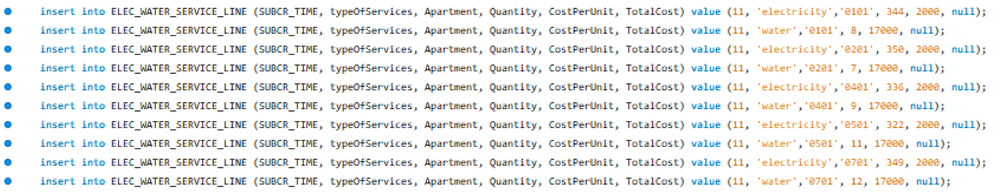 insert into ELEC_WATER_SERVICE_LINE (SUBCR_TIME, typeOfServices, Apartment, Quantity, CostPerUnit, TotalCost) value (11, 'electricity','0101', 344, 2000, null);
insert into ELEC_WATER_SERVICE_LINE (SUBCR_TIME, typeOfServices, Apartment, Quantity, CostPerUnit, TotalCost) value (11, 'water','0101', 8, 17000, null);
insert into ELEC_WATER_SERVICE_LINE (SUBCR_TIME, typeOfServices, Apartment, Quantity, CostPerUnit, TotalCost) value (11, 'electricity','0201', 350, 2000, null);
insert into ELEC_WATER_SERVICE_LINE (SUBCR_TIME, typeOfServices, Apartment, Quantity, CostPerUnit, TotalCost) value (11, 'water','0201', 7, 17000, null);
insert into ELEC_WATER_SERVICE_LINE (SUBCR_TIME, typeOfServices, Apartment, Quantity, CostPerUnit, TotalCost) value (11, 'electricity','0401', 336, 2000, null);
insert into ELEC_WATER_SERVICE_LINE (SUBCR_TIME, typeOfServices, Apartment, Quantity, CostPerUnit, TotalCost) value (11, 'water','0401', 9, 17000, null);
insert into ELEC_WATER_SERVICE_LINE (SUBCR_TIME, typeOfServices, Apartment, Quantity, CostPerUnit, TotalCost) value (11, 'electricity','0501', 322, 2000, null);
insert into ELEC_WATER_SERVICE_LINE (SUBCR_TIME, typeOfServices, Apartment, Quantity, CostPerUnit, TotalCost) value (11, 'water','0501', 11, 17000, null);
insert into ELEC_WATER_SERVICE_LINE (SUBCR_TIME, typeOfServices, Apartment, Quantity, CostPerUnit, TotalCost) value (11, 'electricity','0701', 349, 2000, null);
insert into ELEC_WATER_SERVICE_LINE (SUBCR_TIME, typeOfServices, Apartment, Quantity, CostPerUnit, TotalCost) value (11, 'water','0701', 12, 17000, null);